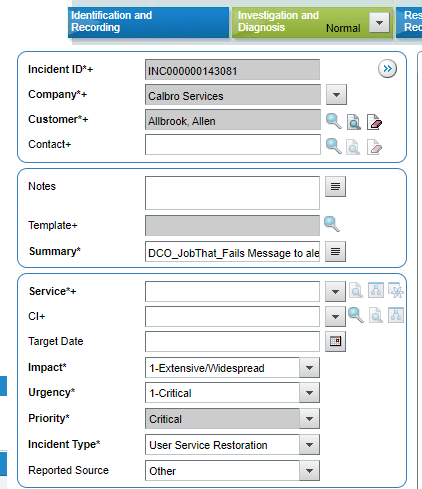 Identification and
Recording
Investigation and
Diagnosis
Normal
Res
Rec
Incident ID*+
INC000000143081
Company*+
Calbro Services
Customer*+
Allbrook, Allen
Contact+
Notes
Template+
Summary*
DCO_JobThat_Fails Message to ale
Service*+
CI+
Target Date
Impact*
1-Extensive/Widespread
Urgency*
1-Critical
Priority*
Critical
Incident Type*
User Service Restoration
Reported Source
Other